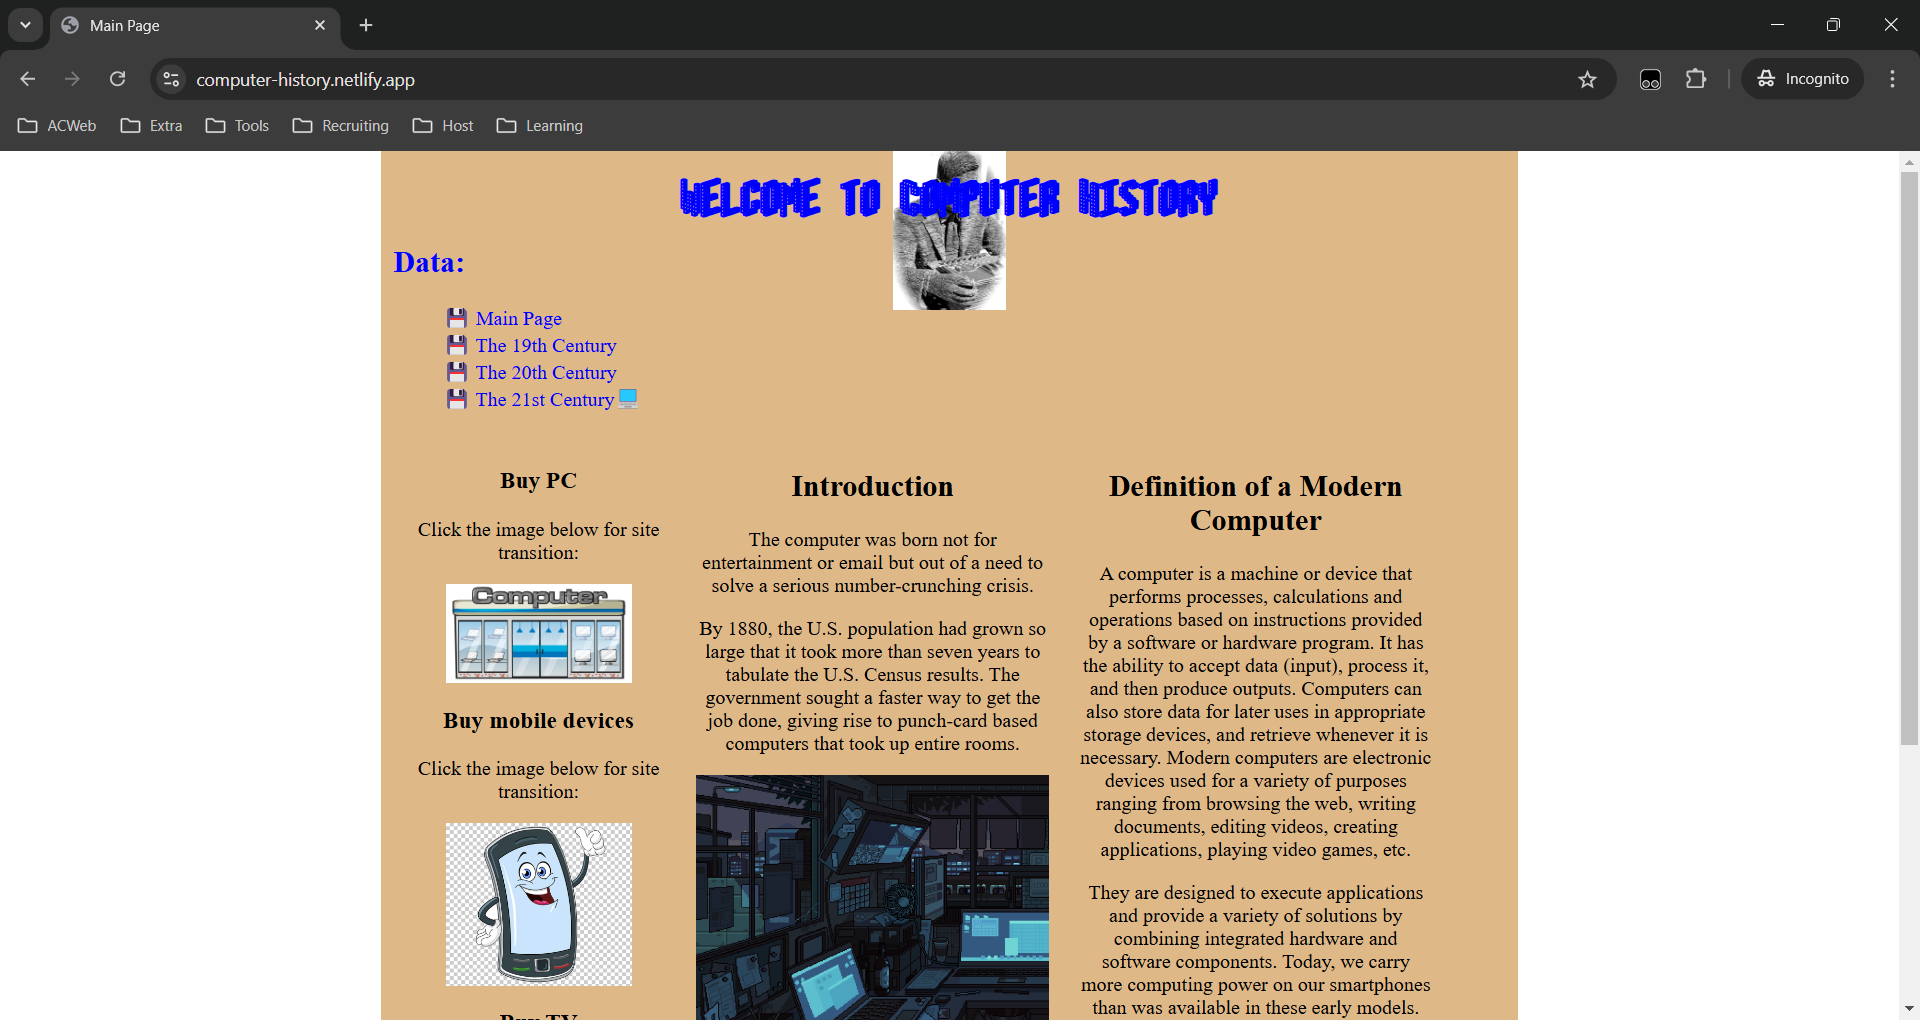 Main Page
computer-history.netlify.app
Incognito
ACWeb
Extra
Tools
Recruiting
Host
Learning
WELCOME TO COMPUTER HISTORY
Data:
Main Page
The 19th Century
The 20th Century
The 21st Century
Buy PC
Click the image below for site
transition:
Computer
Buy mobile devices
Click the image below for site
transition:
Buy TV
Introduction
The computer was born not for
entertainment or email but out of a need to
solve a serious number-crunching crisis.
By 1880, the U.S. population had grown so
large that it took more than seven years to
tabulate the U.S. Census results. The
government sought a faster way to get the
job done, giving rise to punch-card based
computers that took up entire rooms.
Definition of a Modern
Computer
A computer is a machine or device that
performs processes, calculations and
operations based on instructions provided
by a software or hardware program. It has
the ability to accept data (input), process it,
and then produce outputs. Computers can
also store data for later uses in appropriate
storage devices, and retrieve whenever it is
necessary. Modern computers are electronic
devices used for a variety of purposes
ranging from browsing the web, writing
documents, editing videos, creating
applications, playing video games, etc.
They are designed to execute applications
and provide a variety of solutions by
combining integrated hardware and
software components. Today, we carry
more computing power on our smartphones
than was available in these early models.